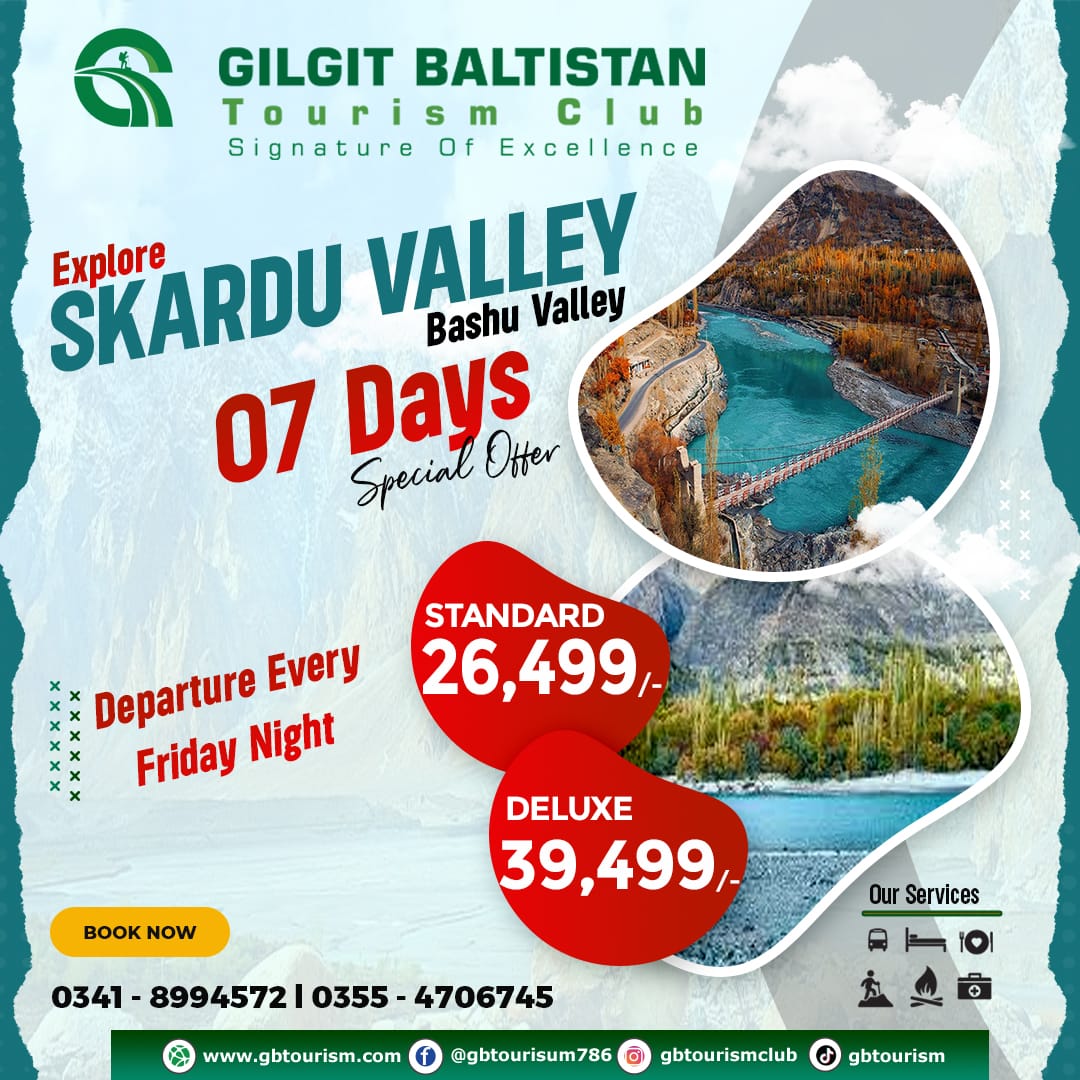 GILGIT BALTISTAN
Tourism Club
Signature Of Excellence
Explore
SKARDU VALLEY
Bashu Valley
07 Days
Special Offer
STANDARD
26,499/-
Departure Every
Friday Night
DELUXE
39,499/-
Our Services
BOOK NOW
0341 - 8994572 | 0355 - 4706745
www.gbtourism.com @gbtourisum786 gbtourismclub gbtourism